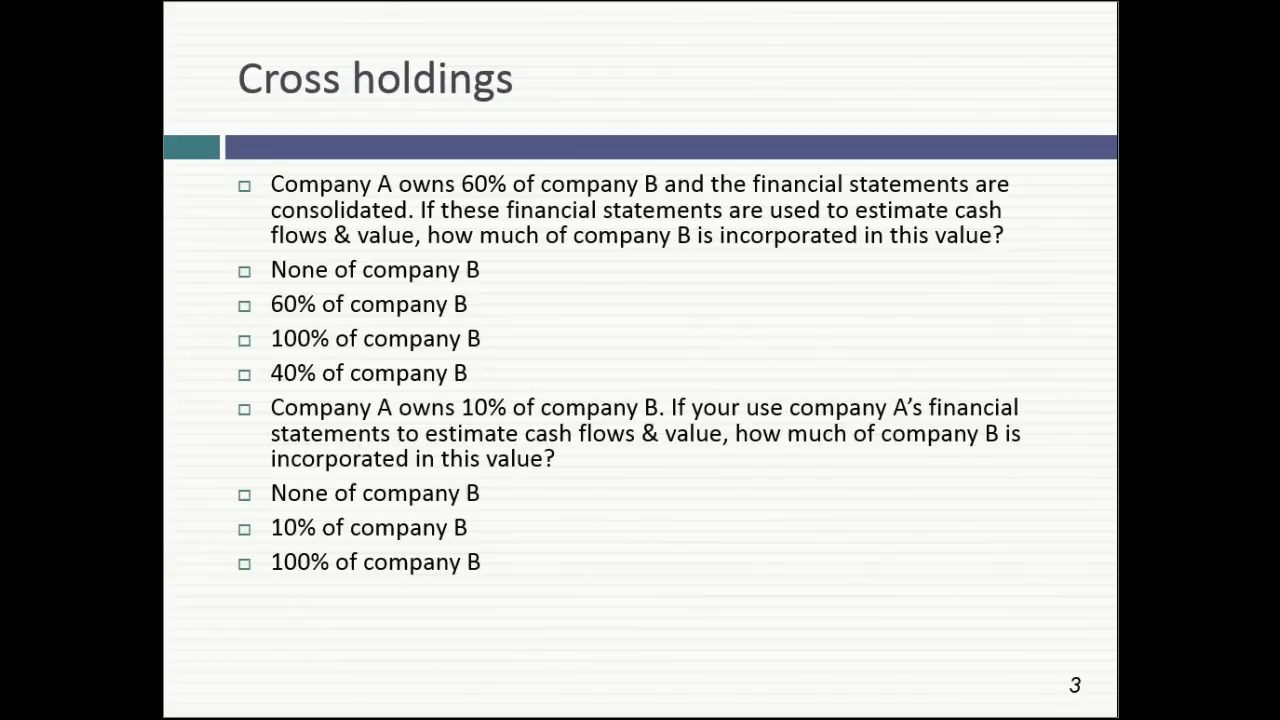 Cross holdings
Company A owns 60% of company B and the financial statements are
consolidated. If these financial statements are used to estimate cash
flows & value, how much of company B is incorporated in this value?
None of company B
60% of company B
100% of company B
40% of company B
Company A owns 10% of company B. If your use company A’s financial
statements to estimate cash flows & value, how much of company B is
incorporated in this value?
None of company B
10% of company B
100% of company B
3